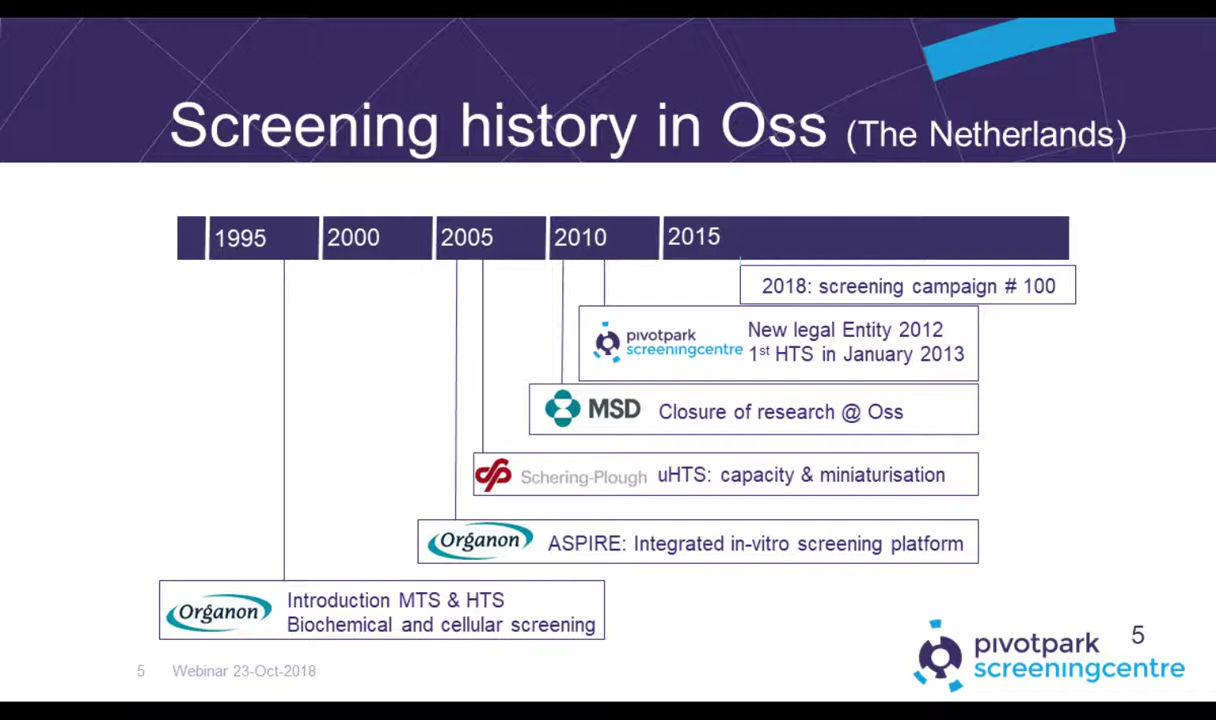 Screening history in Oss (The Netherlands)
1995 2000 2005 2010 2015
2018: screening campaign # 100
pivotpark
screeningcentre
New legal Entity 2012
1st HTS in January 2013
MSD Closure of research @ Oss
Schering-Plough uHTS: capacity & miniaturisation
Organon ASPIRE: Integrated in-vitro screening platform
Organon
Introduction MTS & HTS
Biochemical and cellular screening
5 Webinar 23-Oct-2018
pivotpark
screeningcentre
5